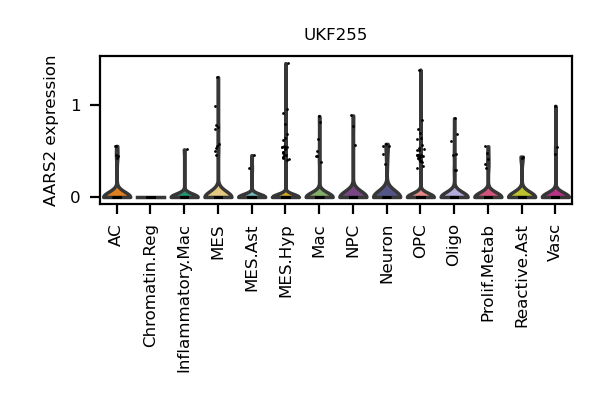 UKF255
AARS2 expression
1
0
AC
Chromatin.Reg
Inflammatory.Mac
MES
MES.Ast
MES.Hyp
Mac
NPC
Neuron
OPC
Oligo
Prolif.Metab
Reactive.Ast
Vasc